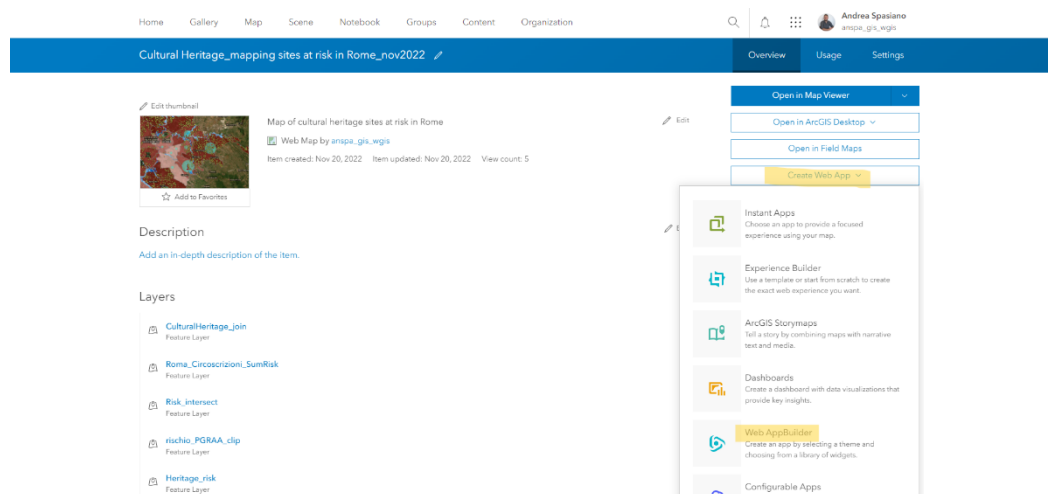 Home Gallery Map Scene Notebook Groups Content Organization
Andrea Spasiano
anspa_gis_wgis
Cultural Heritage_mapping sites at risk in Rome_nov2022
Overview Usage Settings
Edit thumbnail
Add to Favorites
Map of cultural heritage sites at risk in Rome
Edit
Web Map by anspa_gis_wgis
Item created: Nov 20, 2022 Item updated: Nov 20, 2022 View count: 5
Open in Map Viewer
Open in ArcGIS Desktop
Open in Field Maps
Create Web App
Description
Add an in-depth description of the item.
Layers
CulturalHeritage_join
Feature Layer
Roma_Circoscrizioni_SumRisk
Feature Layer
Risk_intersect
Feature Layer
rischio_PGRAA_clip
Feature Layer
Heritage_risk
Feature Layer
Instant Apps
Choose an app to provide a focused
experience using your map.
Experience Builder
Use a template or start from scratch to create
the exact web experience you want.
ArcGIS Storymaps
Tell a story by combining maps with narrative
text and media.
Dashboards
Create a dashboard with data visualizations that
provide key insights.
Web AppBuilder
Create an app by selecting a theme and
choosing from a library of widgets.
Configurable Apps